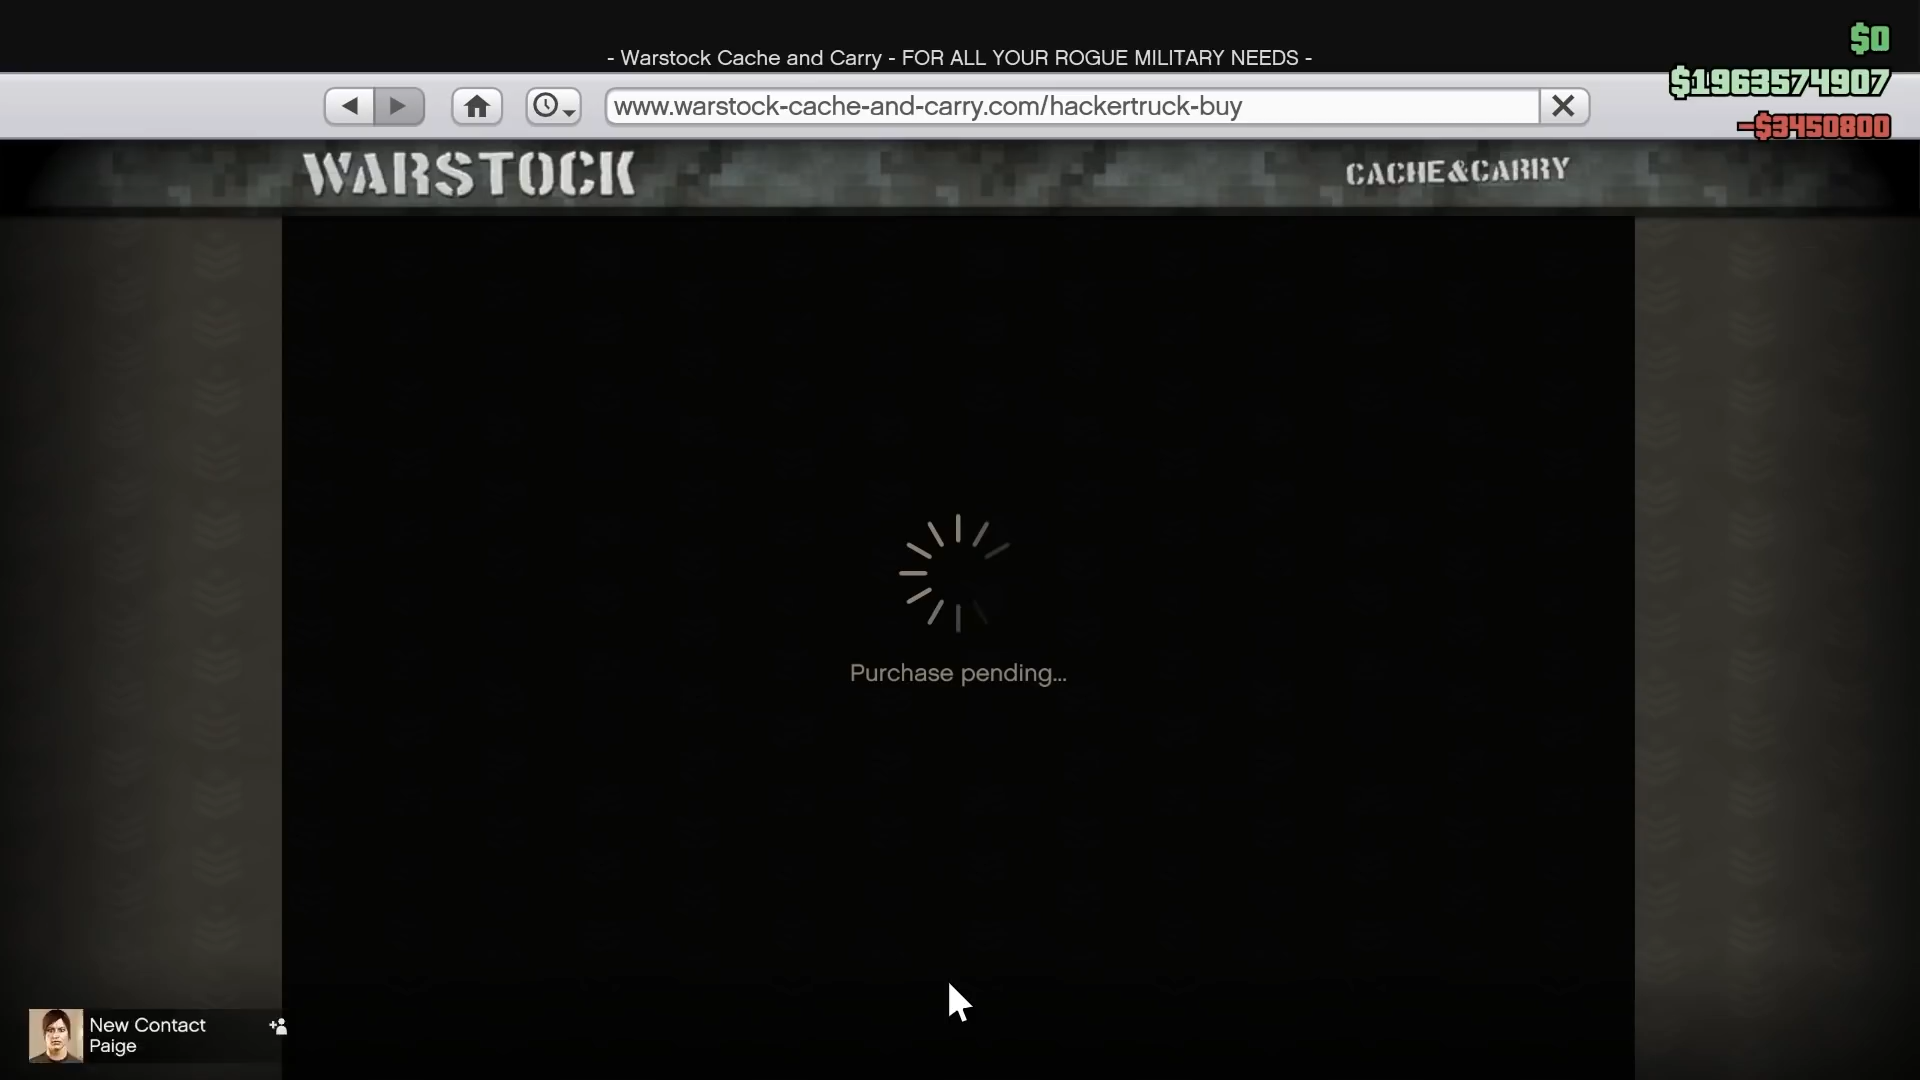 - Warstock Cache and Carry - FOR ALL YOUR ROGUE MILITARY NEEDS -
$0
$1963574907
-$3450800
www.warstock-cache-and-carry.com/hackertruck-buy
WARSTOCK
CACHE&CARRY
Purchase pending...
New Contact
Paige